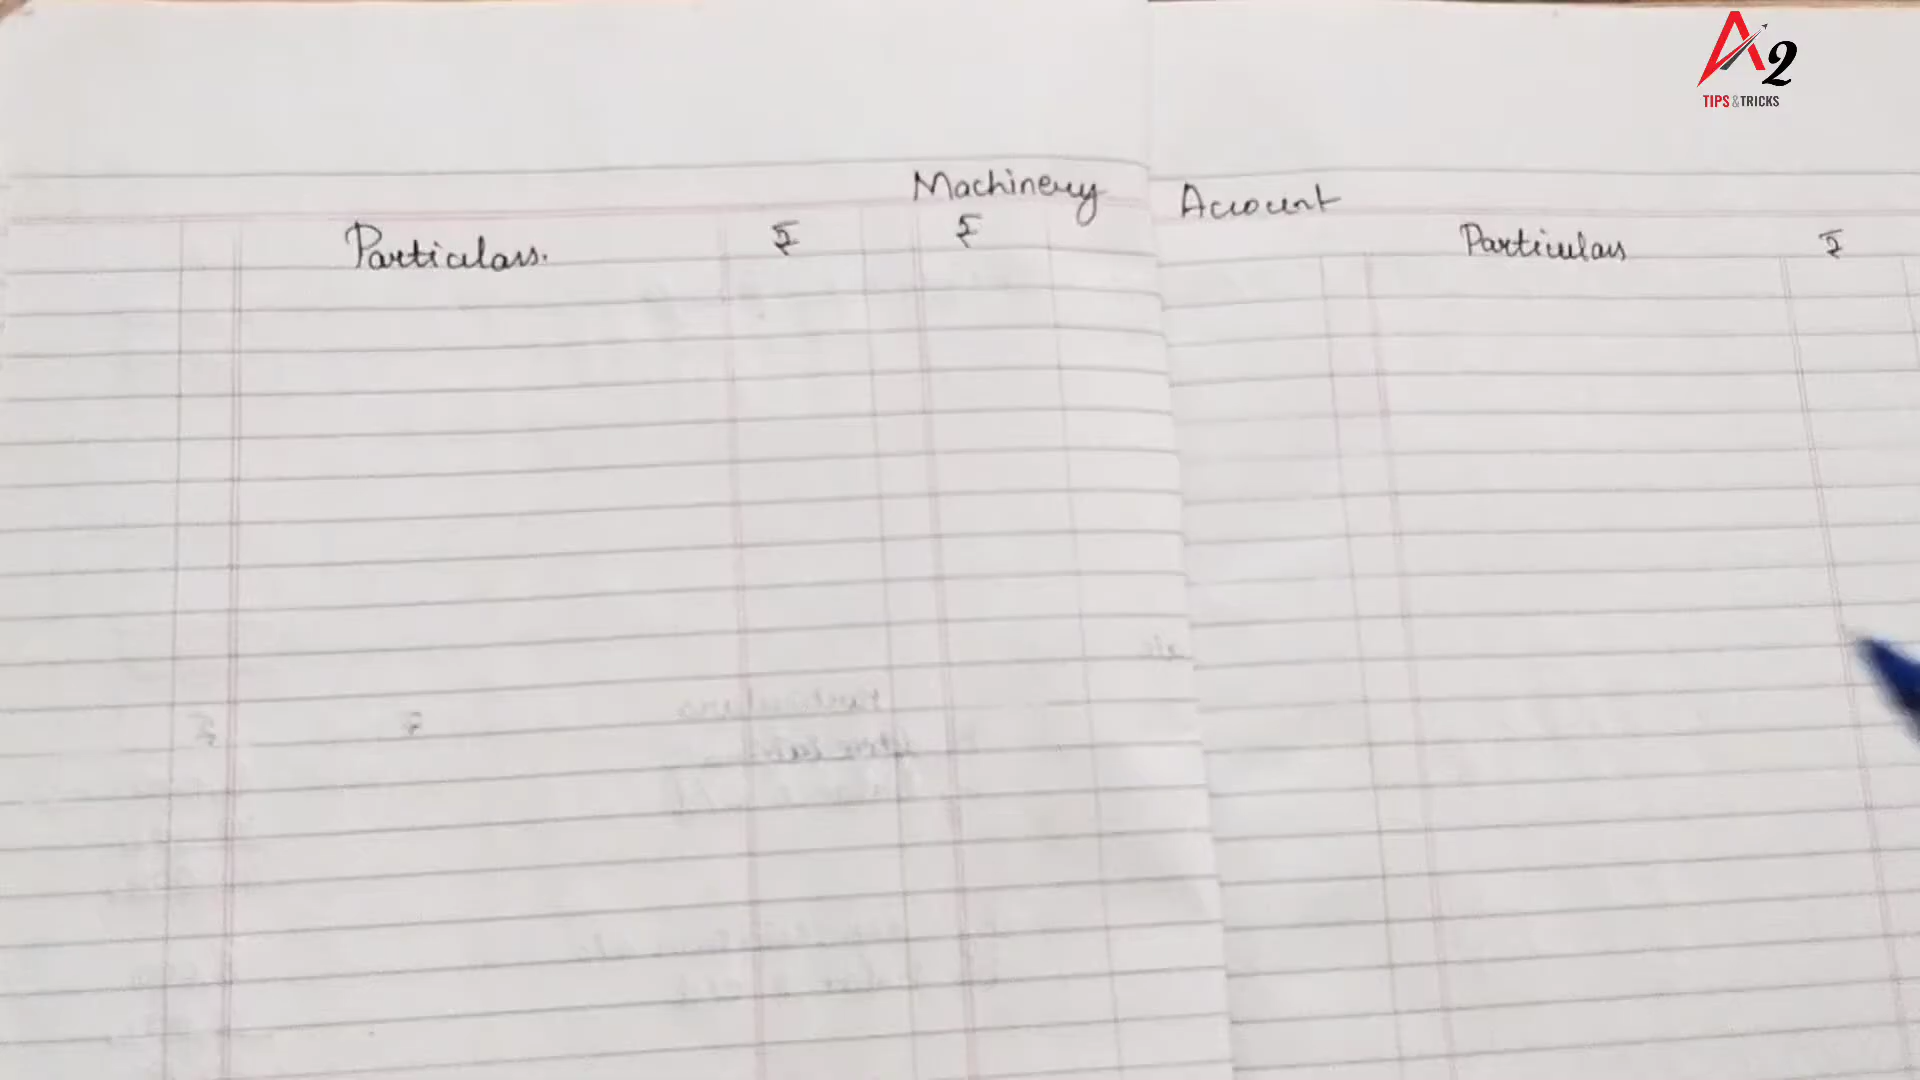 A2
TIPS&TRICKS
Machinery Account
Particulars. ₹ ₹ Particulars ₹